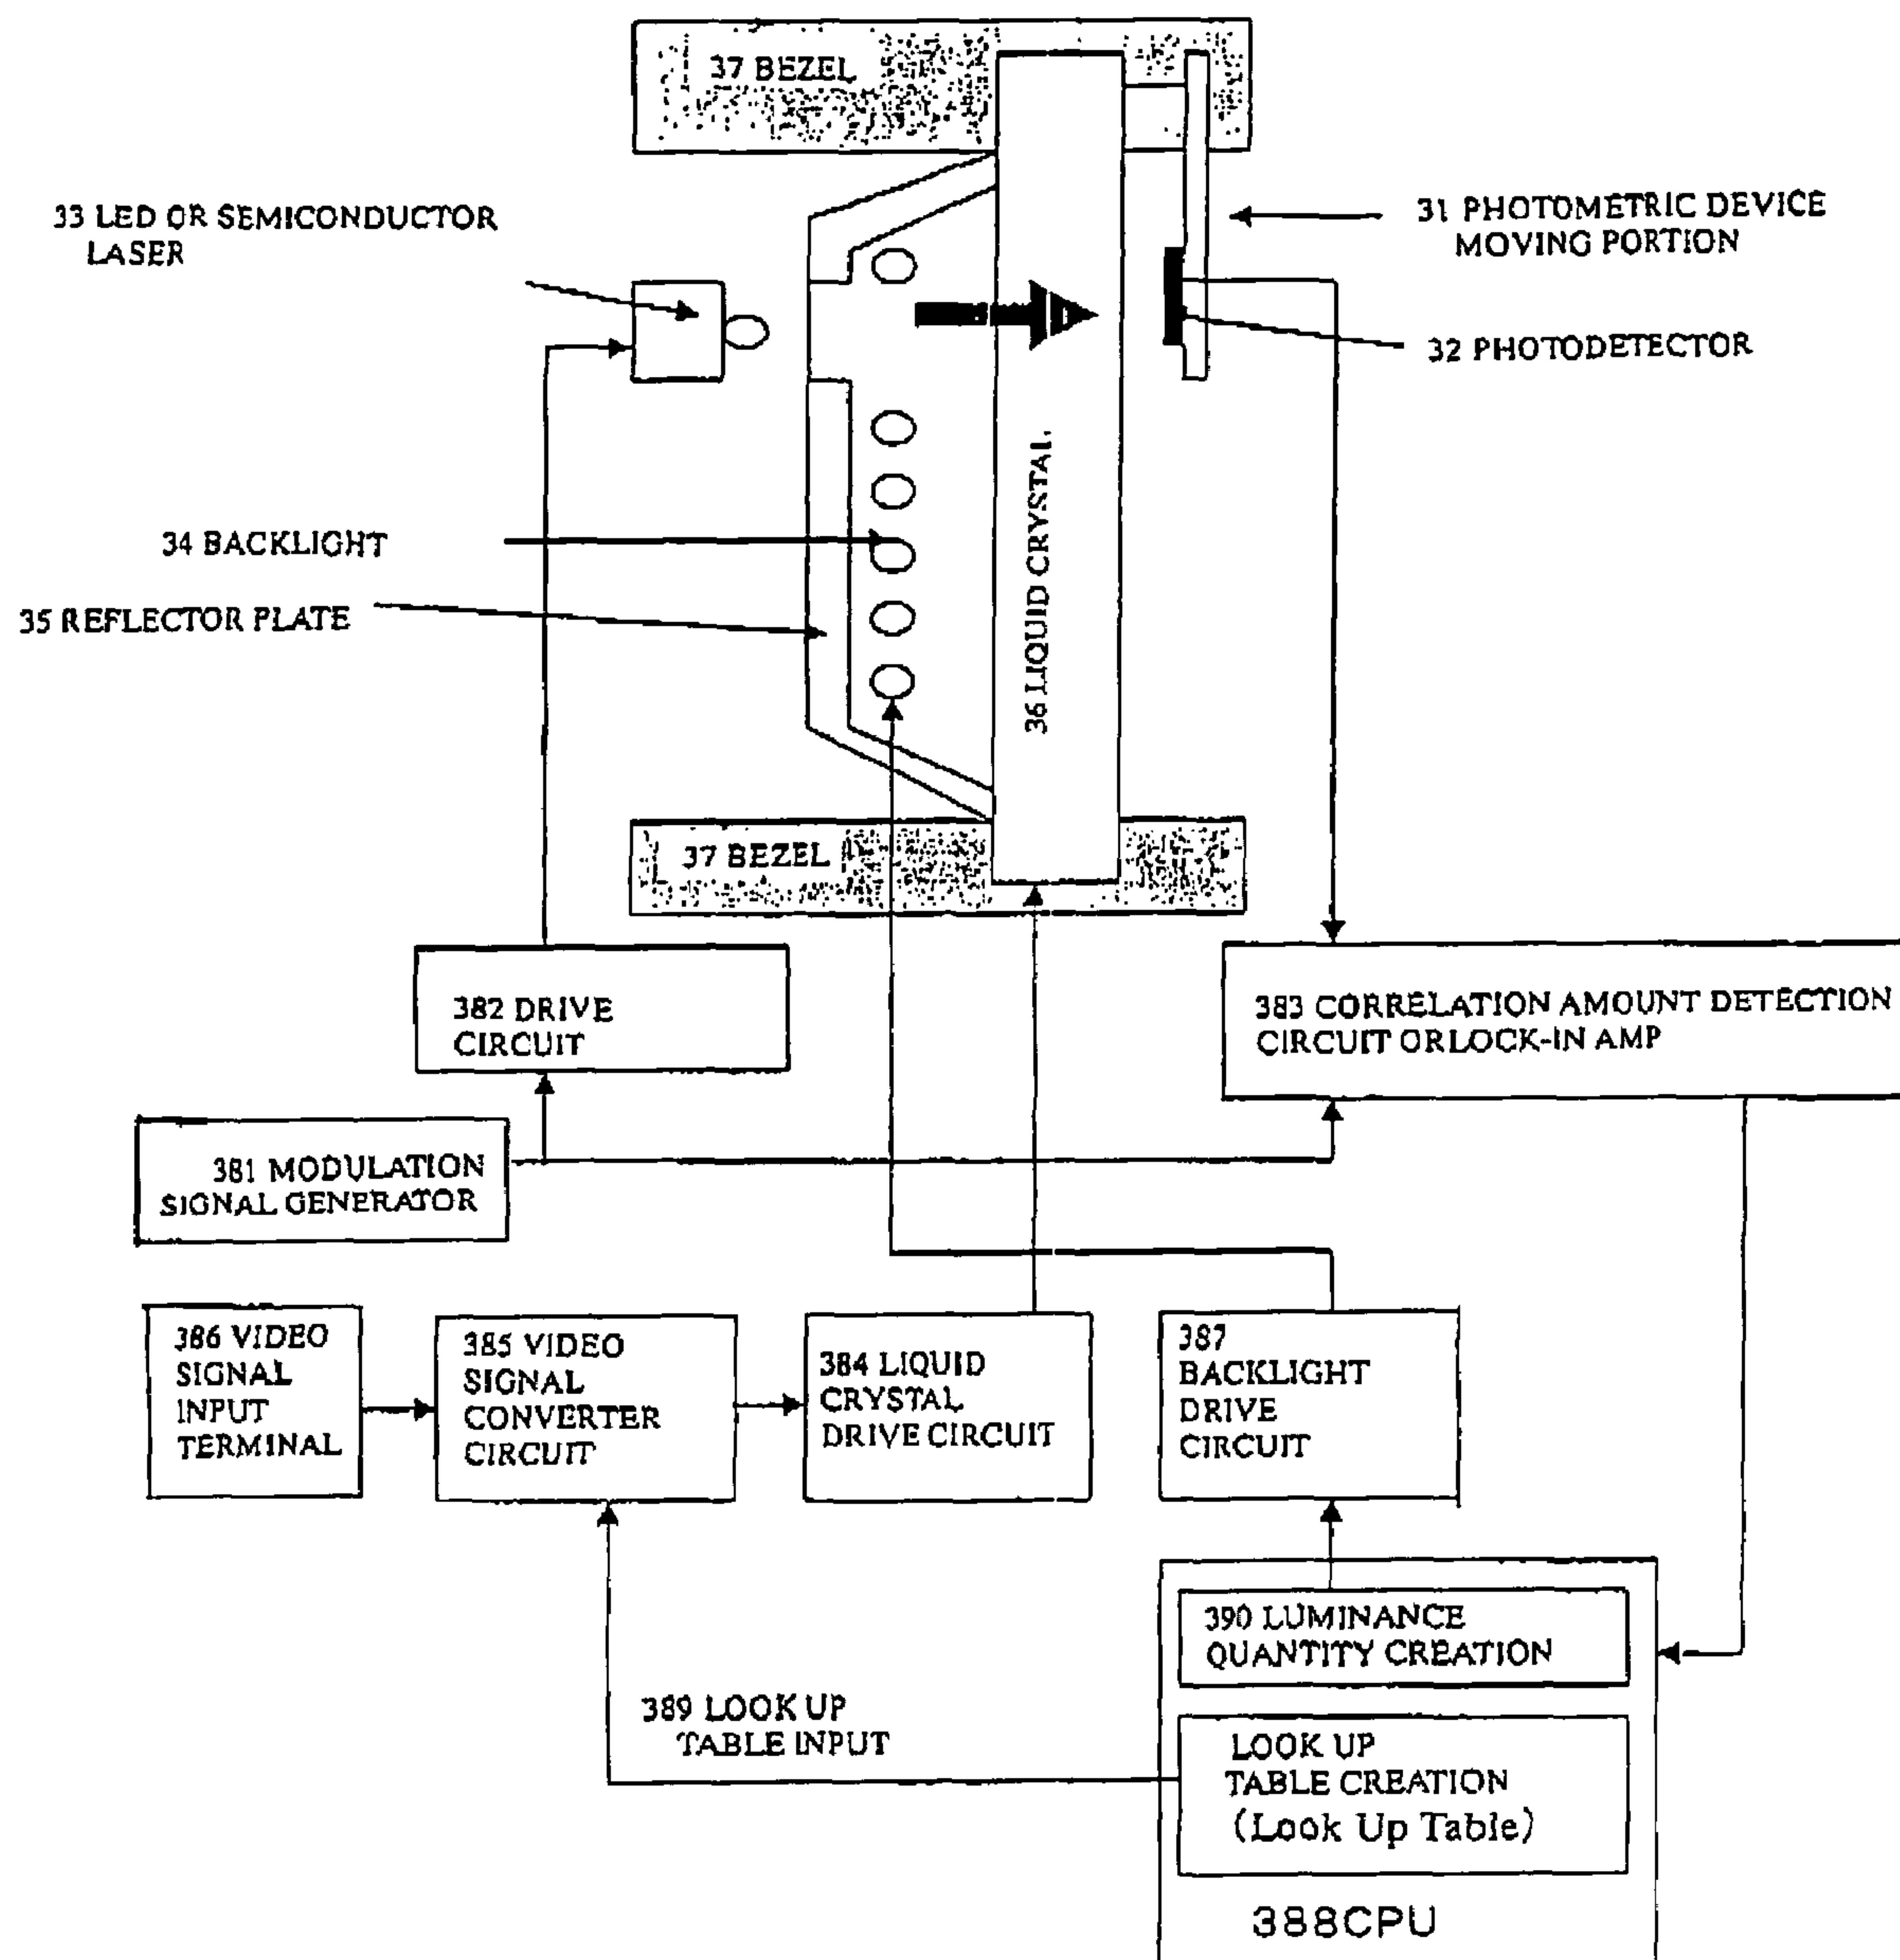 37 BEZEL
33 LED OR SEMICONDUCTOR
LASER
31 PHOTOMETRIC DEVICE
MOVING PORTION
32 PHOTODETECTOR
36 LIQUID CRYSTAL.
34 BACKLIGHT
35 REFLECTOR PLATE
37 BEZEL
382 DRIVE
CIRCUIT
383 CORRELATION AMOUNT DETECTION
CIRCUIT ORLOCK-IN AMP
381 MODULATION
SIGNAL GENERATOR
386 VIDEO
SIGNAL
INPUT
TERMINAL
385 VIDEO
SIGNAL
CONVERTER
CIRCUIT
384 LIQUID
CRYSTAL
DRIVE CIRCUIT
387
BACKLIGHT
DRIVE
CIRCUIT
390 LUMINANCE
QUANTITY CREATION
389 LOOK UP
TABLE INPUT
LOOK UP
TABLE CREATION
(Look Up Table)
388CPU